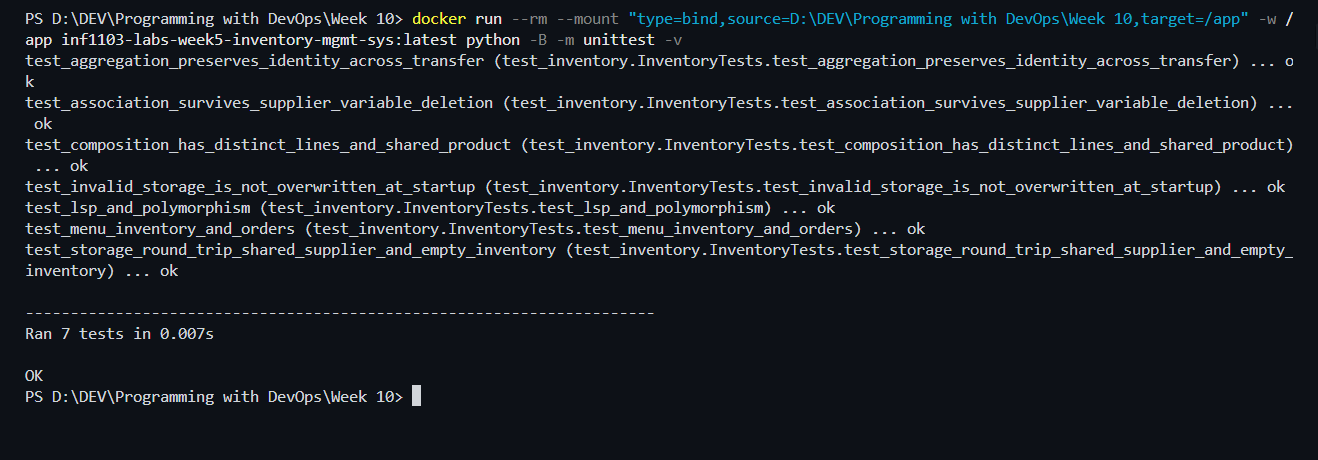 PS D:\DEV\Programming with DevOps\Week 10> docker run --rm --mount "type=bind,source=D:\DEV\Programming with DevOps\Week 10,target=/app" -w /
app inf1103-labs-week5-inventory-mgmt-sys:latest python -B -m unittest -v
test_aggregation_preserves_identity_across_transfer (test_inventory.InventoryTests.test_aggregation_preserves_identity_across_transfer) ... o
k
test_association_survives_supplier_variable_deletion (test_inventory.InventoryTests.test_association_survives_supplier_variable_deletion) ...
 ok
test_composition_has_distinct_lines_and_shared_product (test_inventory.InventoryTests.test_composition_has_distinct_lines_and_shared_product)
 ... ok
test_invalid_storage_is_not_overwritten_at_startup (test_inventory.InventoryTests.test_invalid_storage_is_not_overwritten_at_startup) ... ok
test_lsp_and_polymorphism (test_inventory.InventoryTests.test_lsp_and_polymorphism) ... ok
test_menu_inventory_and_orders (test_inventory.InventoryTests.test_menu_inventory_and_orders) ... ok
test_storage_round_trip_shared_supplier_and_empty_inventory (test_inventory.InventoryTests.test_storage_round_trip_shared_supplier_and_empty_
inventory) ... ok
----------------------------------------------------------------------
Ran 7 tests in 0.007s
OK
PS D:\DEV\Programming with DevOps\Week 10>